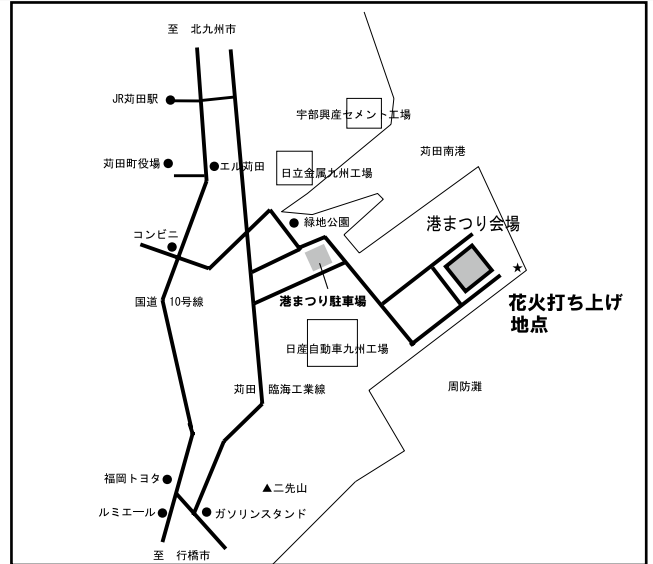 至 北九州市
JR苅田駅
宇部興産セメント工場
苅田南港
苅田町役場
エル苅田
日立金属九州工場
緑地公園
港まつり会場
コンビニ
国道 10号線
港まつり駐車場
花火打ち上げ
地点
日産自動車九州工場
苅田 臨海工業線
周防灘
福岡トヨタ
二先山
ルミエール
ガソリンスタンド
至 行橋市